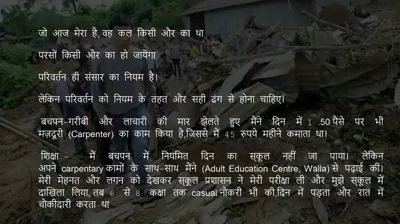 जो आज मेरा है, वह कल किसी और का था
परसों किसी और का हो जायेगा
परिवर्तन ही संसार का नियम है।
लेकिन परिवर्तन को नियम के तहत और सही ढंग से होना चाहिए।
बचपन-गरीबी और लाचारी की मार झेलते हुए मैंने दिन में 1.50 पैसे पर भी
मज़दूरी (Carpenter) का काम किया है,जिससे मैं 45 रुपये महीने कमाता था।
शिक्षा - मैं बचपन में नियमित दिन का स्कूल नहीं जा पाया। लेकिन
अपने carpentary कामों के साथ-साथ मैंने (Adult Education Centre, Walla) से पढ़ाई की।
मेरी मेहनत और लगन को देखकर स्कूल प्रशासन ने मेरी परीक्षा ली और मुझे स्कूल में
दाखिला लिया,तब 6 से 8 कक्षा तक casual नौकरी भी की,दिन में पढ़ता और रात में
चौकीदारी करता था